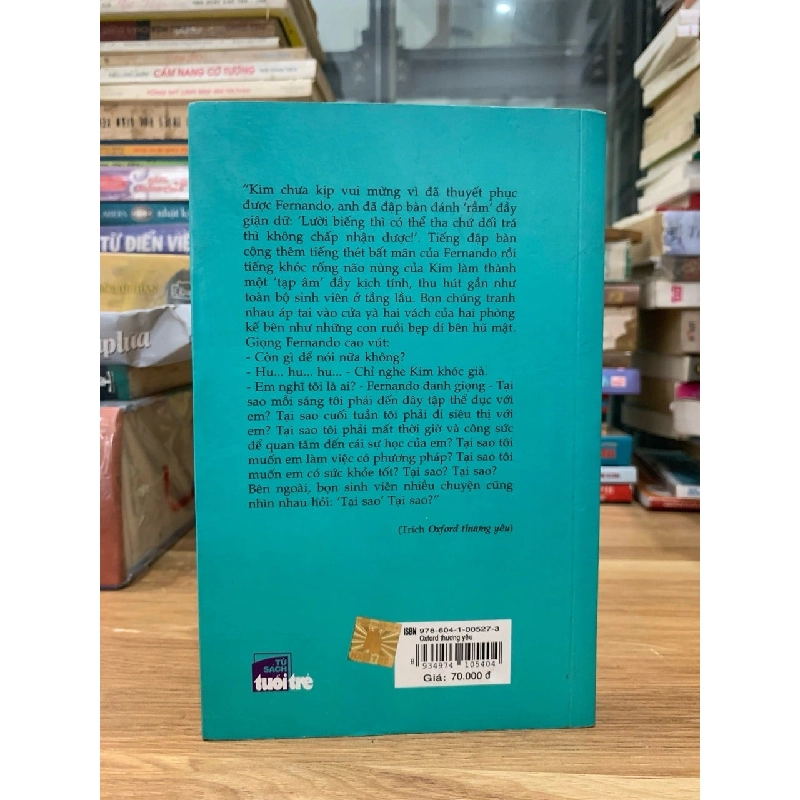 CẨM NANG CỜ TƯỚNG
TỪ ĐIỂN VIỆ
"Kim chưa kịp vui mừng vì đã thuyết phục
được Fernando, anh đã đập bàn đánh 'rầm' đầy
giận dữ: 'Lười biếng thì có thể tha chứ dối trá
thì không chấp nhận được!'. Tiếng đập bàn
cộng thêm tiếng thét bất mãn của Fernando rồi
tiếng khóc rống não nùng của Kim làm thành
một 'tạp âm' đầy kịch tính, thu hút gần như
toàn bộ sinh viên ở tầng lầu. Bọn chúng tranh
nhau áp tai vào cửa và hai vách của hai phòng
kế bên như những con ruồi bẹp dí bên hũ mật.
Giọng Fernando cao vút:
- Còn gì để nói nữa không?
- Hu... hu... hu... - Chỉ nghe Kim khóc già.
- Em nghĩ tôi là ai? - Fernando đanh giọng - Tại
sao mỗi sáng tôi phải đến đây tập thể dục với
em? Tại sao cuối tuần tôi phải đi siêu thị với
em? Tại sao tôi phải mất thời giờ và công sức
để quan tâm đến cái sự học của em? Tại sao tôi
muốn em làm việc có phương pháp? Tại sao tôi
muốn em có sức khỏe tốt? Tại sao? Tại sao?
Bên ngoài, bọn sinh viên nhiều chuyện cũng
nhìn nhau hỏi: 'Tại sao' Tại sao?"
(Trích Oxford thương yêu)
TỦ
SÁCH
tuổi trẻ
ISBN 978-604-1-00527-3
Oxford thương yêu
8 934974 105404
Giá: 70.000 đ